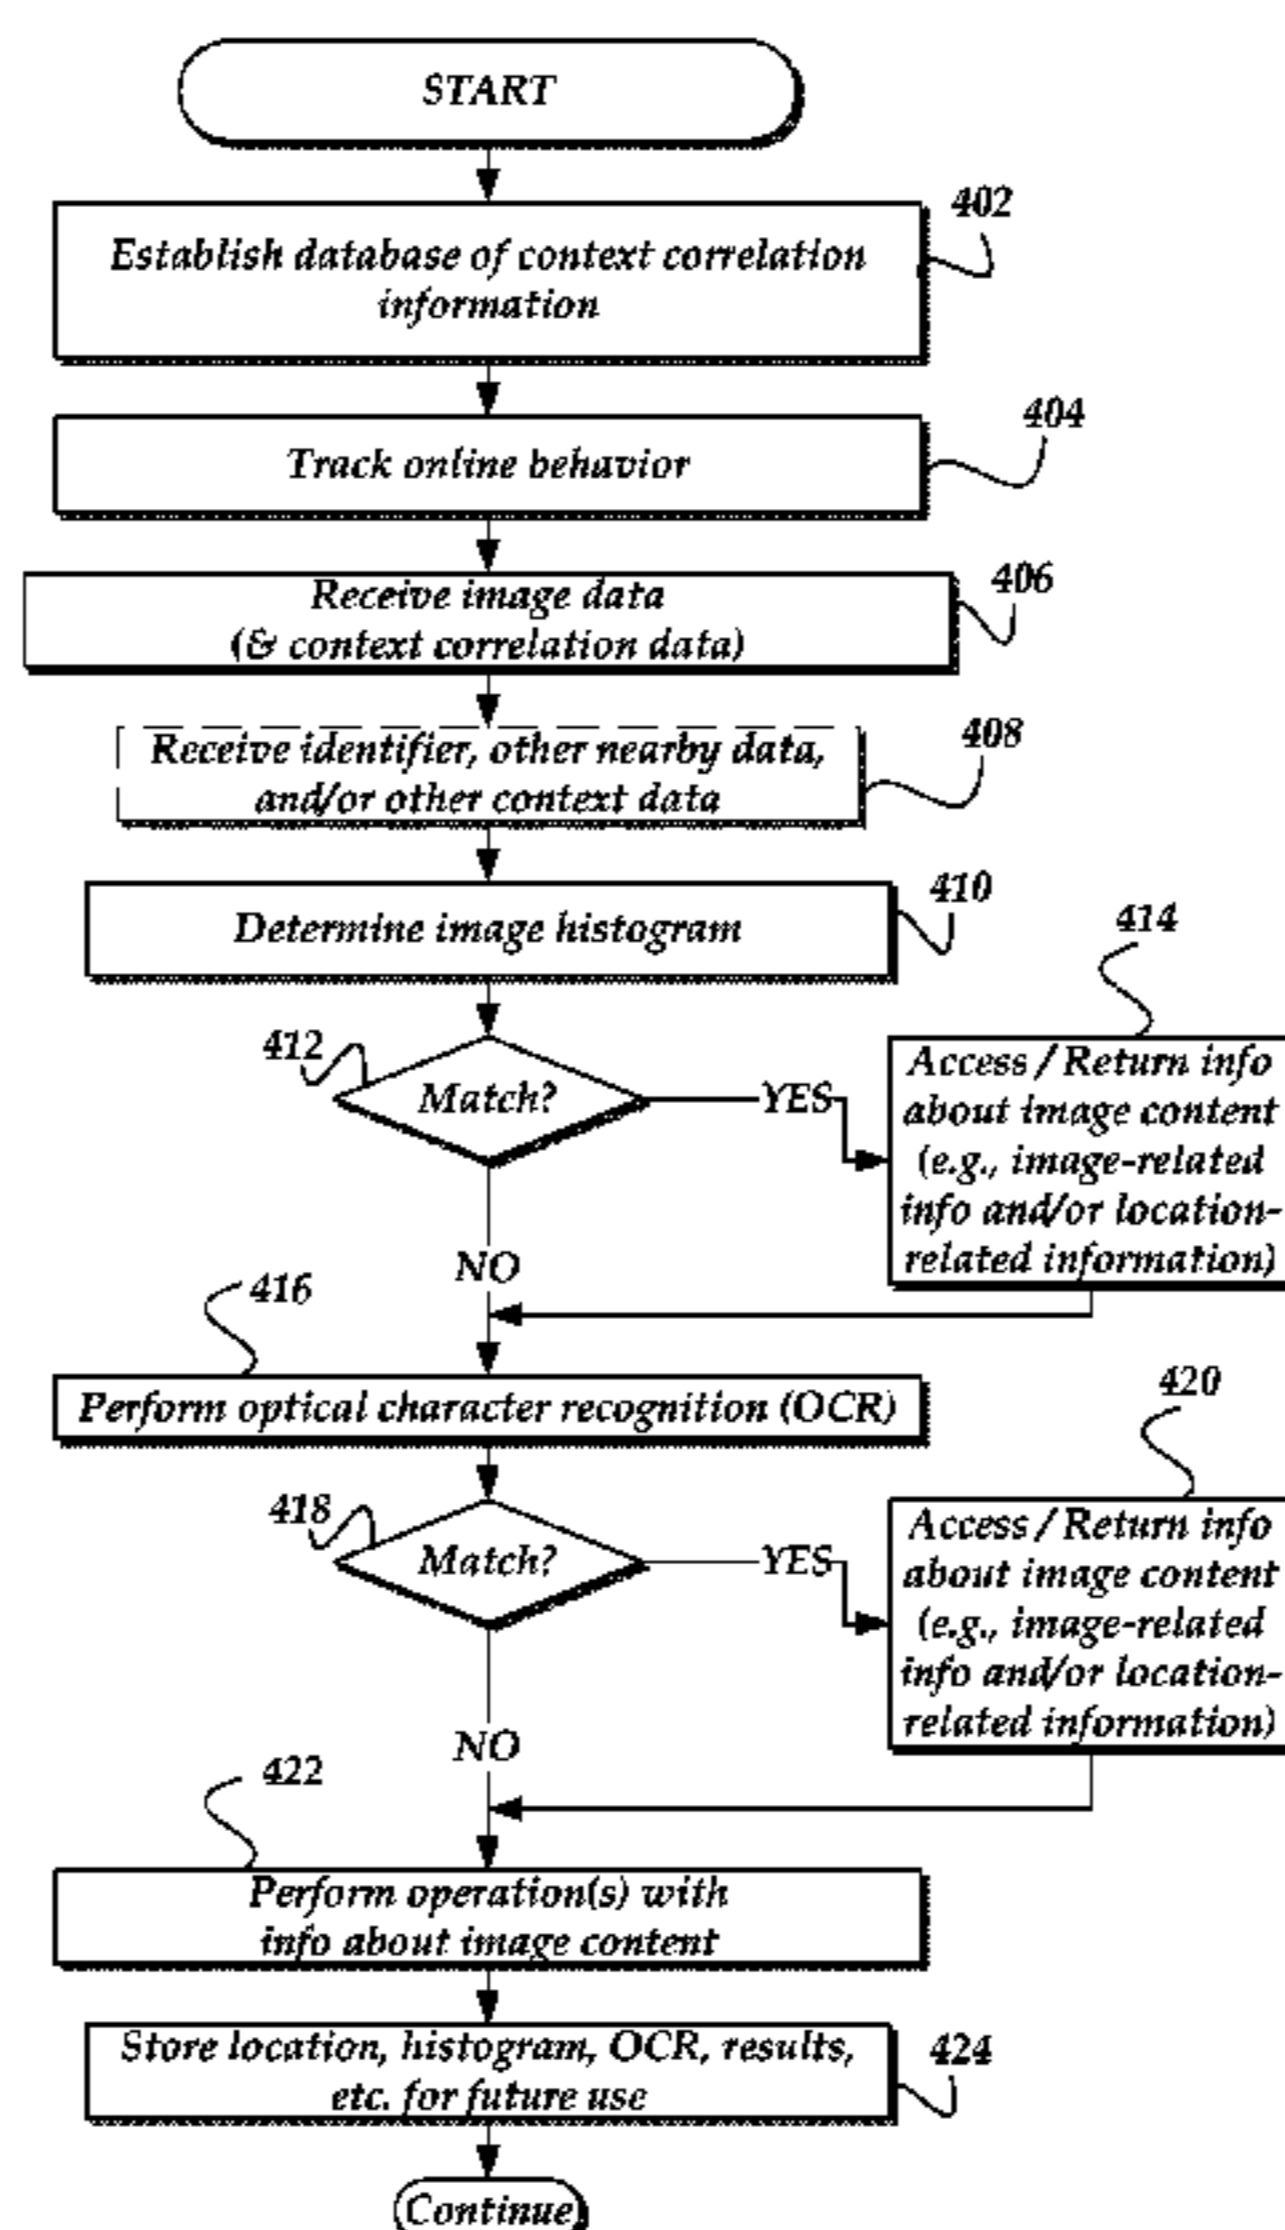 START
402
Establish database of context correlation
information
404
Track online behavior
406
Receive image data
(& context correlation data)
408
Receive identifier, other nearby data,
and/or other context data
410
Determine image histogram
414
412
Match?
YES
Access / Return info
about image content
(e.g., image-related
info and/or location-
related information)
NO
416
Perform optical character recognition (OCR)
420
418
Match?
YES
Access / Return info
about image content
(e.g., image-related
info and/or location-
related information)
NO
422
Perform operation(s) with
info about image content
Store location, histogram, OCR, results,
etc. for future use
424
Continue